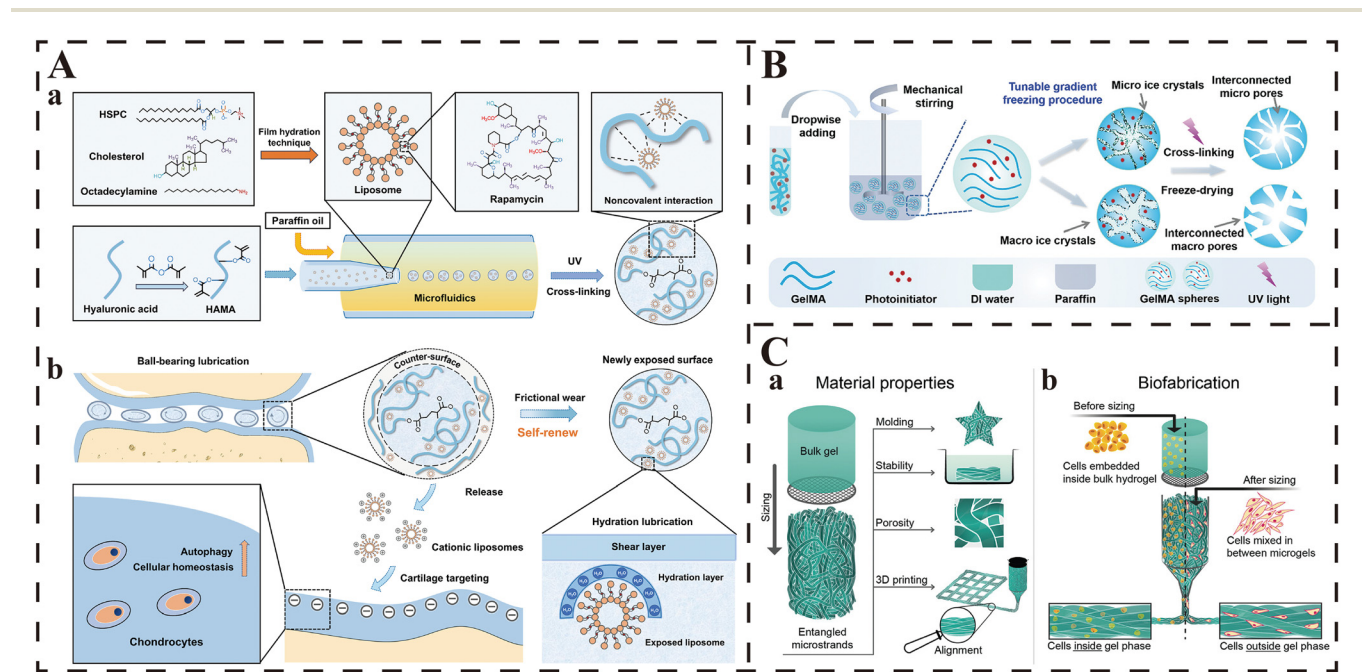 A
a
HSPC
Cholesterol
Octadecylamine
Film hydration
technique
Liposome
Rapamycin
Noncovalent interaction
Paraffin oil
Hyaluronic acid
HAMA
Microfluidics
UV
Cross-linking
b
Ball-bearing lubrication
Counter-surface
Frictional wear
Self-renew
Newly exposed surface
Release
Cationic liposomes
Cartilage targeting
Autophagy
Cellular homeostasis
Chondrocytes
Hydration lubrication
Shear layer
Hydration layer
H₂O
H₂O
H₂O
H₂O
H₂O
H₂O
Exposed liposome
B
Dropwise
adding
Mechanical
stirring
Tunable gradient
freezing procedure
Micro ice crystals
Interconnected
micro pores
Cross-linking
Freeze-drying
Macro ice crystals
Interconnected
macro pores
GelMA
Photoinitiator
DI water
Paraffin
GelMA spheres
UV light
C
a
Material properties
Bulk gel
Sizing
Entangled
microstrands
Molding
Stability
Porosity
3D printing
Alignment
b
Biofabrication
Before sizing
Cells embedded
inside bulk hydrogel
After sizing
Cells mixed in
between microgels
Cells inside gel phase
Cells outside gel phase